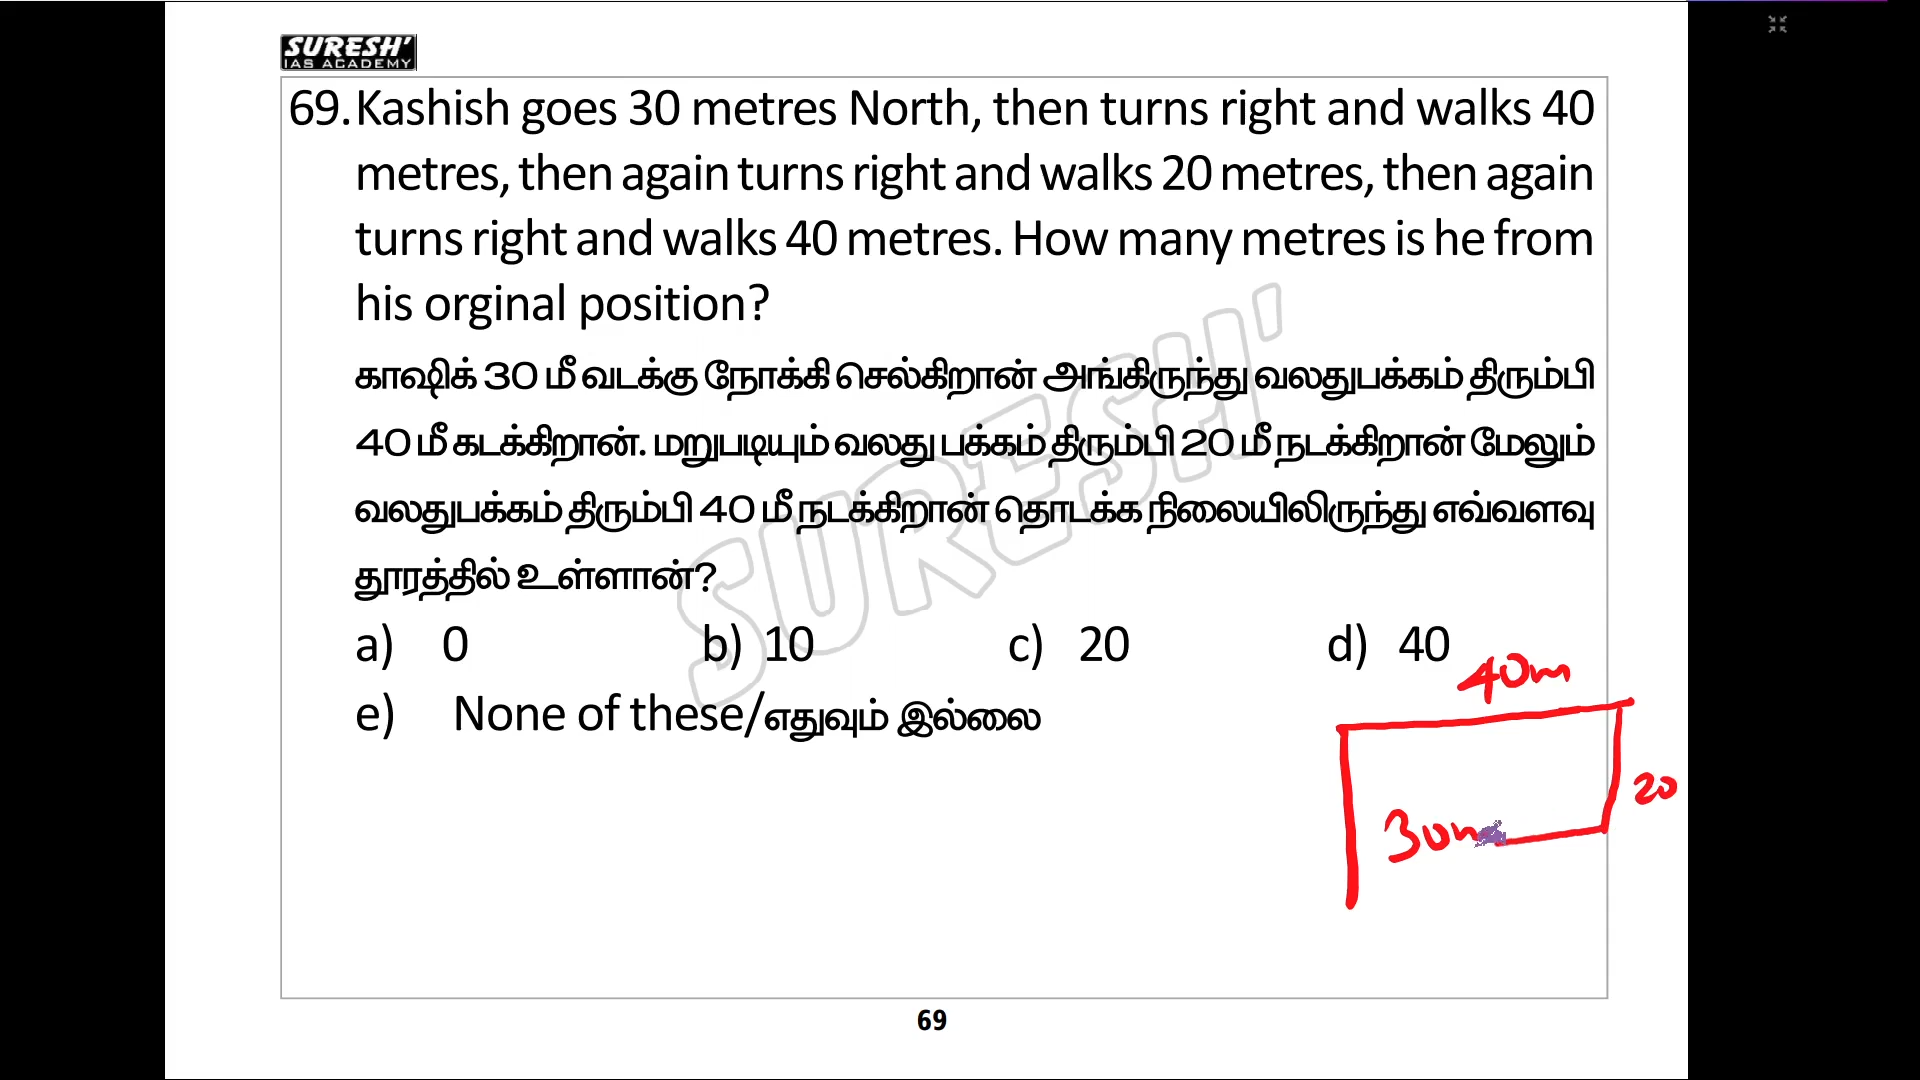 SURESH'
IAS ACADEMY
69. Kashish goes 30 metres North, then turns right and walks 40
metres, then again turns right and walks 20 metres, then again
turns right and walks 40 metres. How many metres is he from
his orginal position?
காஷிக் 30 மீ வடக்கு நோக்கி செல்கிறான் அங்கிருந்து வலதுபக்கம் திரும்பி
40 மீ கடக்கிறான். மறுபடியும் வலது பக்கம் திரும்பி 20 மீ நடக்கிறான் மேலும்
வலதுபக்கம் திரும்பி 40 மீ நடக்கிறான் தொடக்க நிலையிலிருந்து எவ்வளவு
தூரத்தில் உள்ளான்?
SURESH'
a) 0 b) 10 c) 20 d) 40
40m
e) None of these/எதுவும் இல்லை
20
30m
69